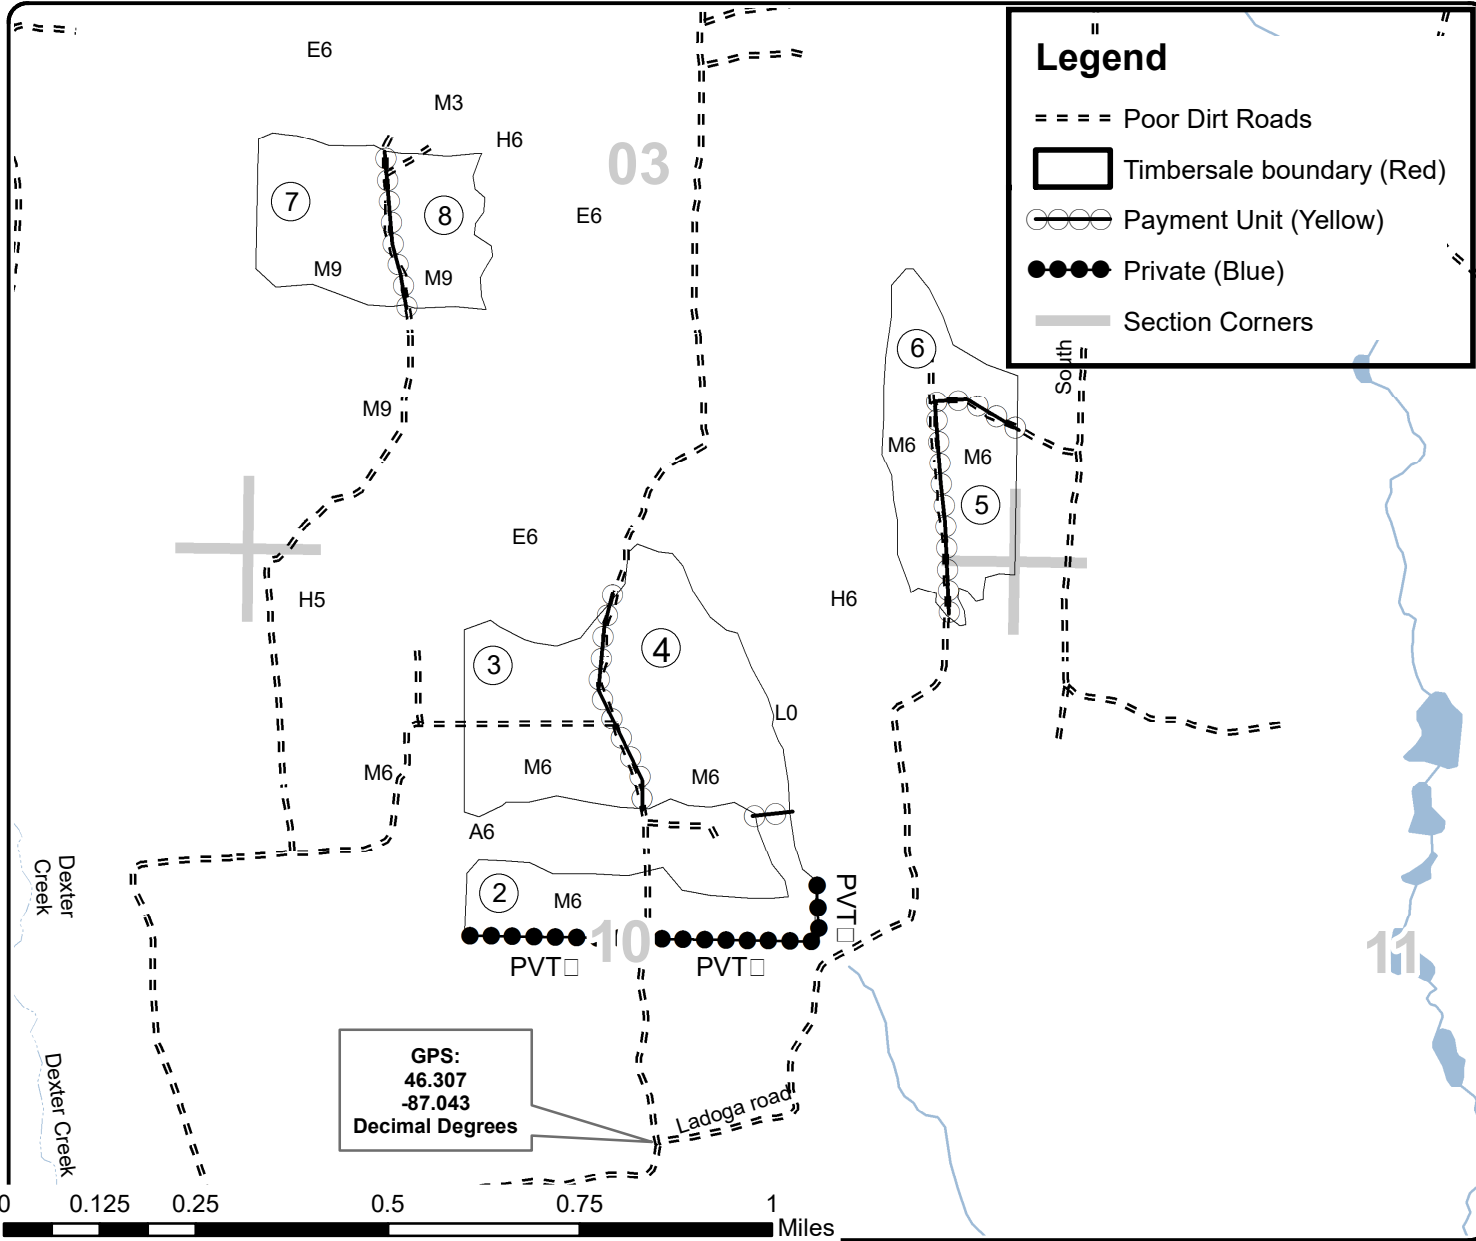 E6
Legend
M3
Poor Dirt Roads
H6
03
Timbersale boundary (Red)
7
8
E6
Payment Unit (Yellow)
M9
M9
Private (Blue)
Section Corners
6
South
M9
M6
M6
5
E6
H5
H6
3
4
L0
M6
M6
M6
A6
Dexter
Creek
2
M6
PVT
10
11
PVT
PVT
GPS:
46.307
-87.043
Decimal Degrees
Ladoga road
Dexter Creek
0 0.125 0.25 0.5 0.75 1
Miles